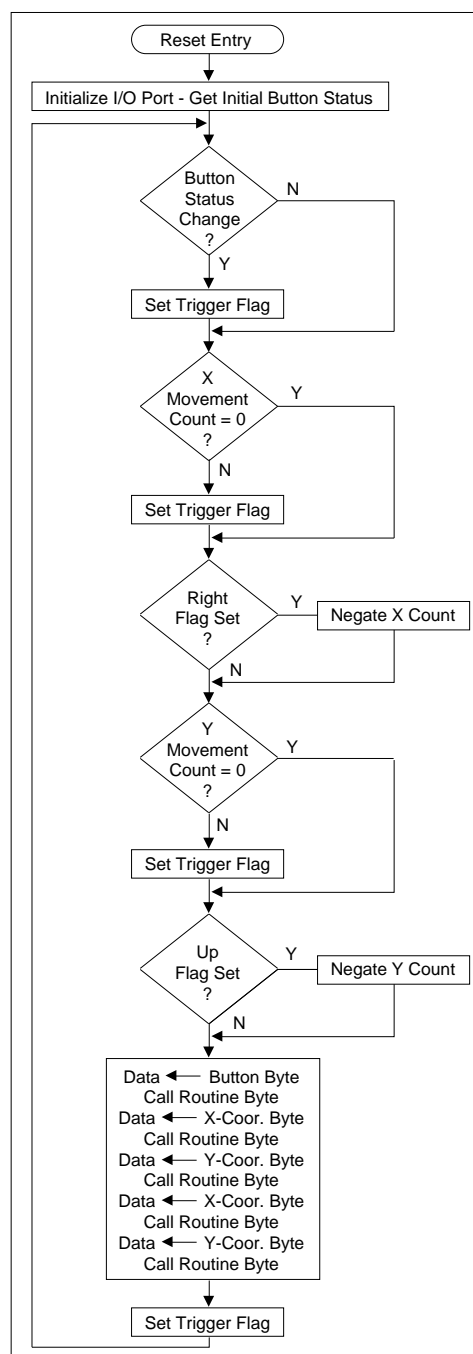 Reset Entry
Initialize I/O Port - Get Initial Button Status
Button
Status
Change
?
N
Y
Set Trigger Flag
X
Movement
Count = 0
?
Y
N
Set Trigger Flag
Right
Flag Set
?
Y
Negate X Count
N
Y
Movement
Count = 0
?
Y
N
Set Trigger Flag
Up
Flag Set
?
Y
Negate Y Count
N
Data ← Button Byte
Call Routine Byte
Data ← X-Coor. Byte
Call Routine Byte
Data ← Y-Coor. Byte
Call Routine Byte
Data ← X-Coor. Byte
Call Routine Byte
Data ← Y-Coor. Byte
Call Routine Byte
Set Trigger Flag